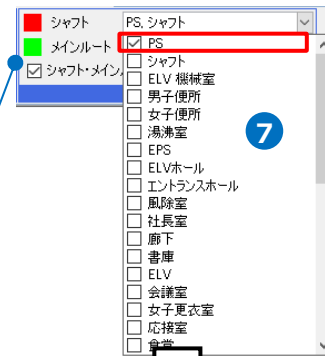 シャフト PS, シャフト
メインルート
シャフト・メイン
PS
シャフト
ELV 機械室
男子便所
女子便所
湯沸室
EPS
ELVホール
エントランスホール
風除室
社長室
廊下
書庫
ELV
会議室
女子更衣室
応接室
食堂
7